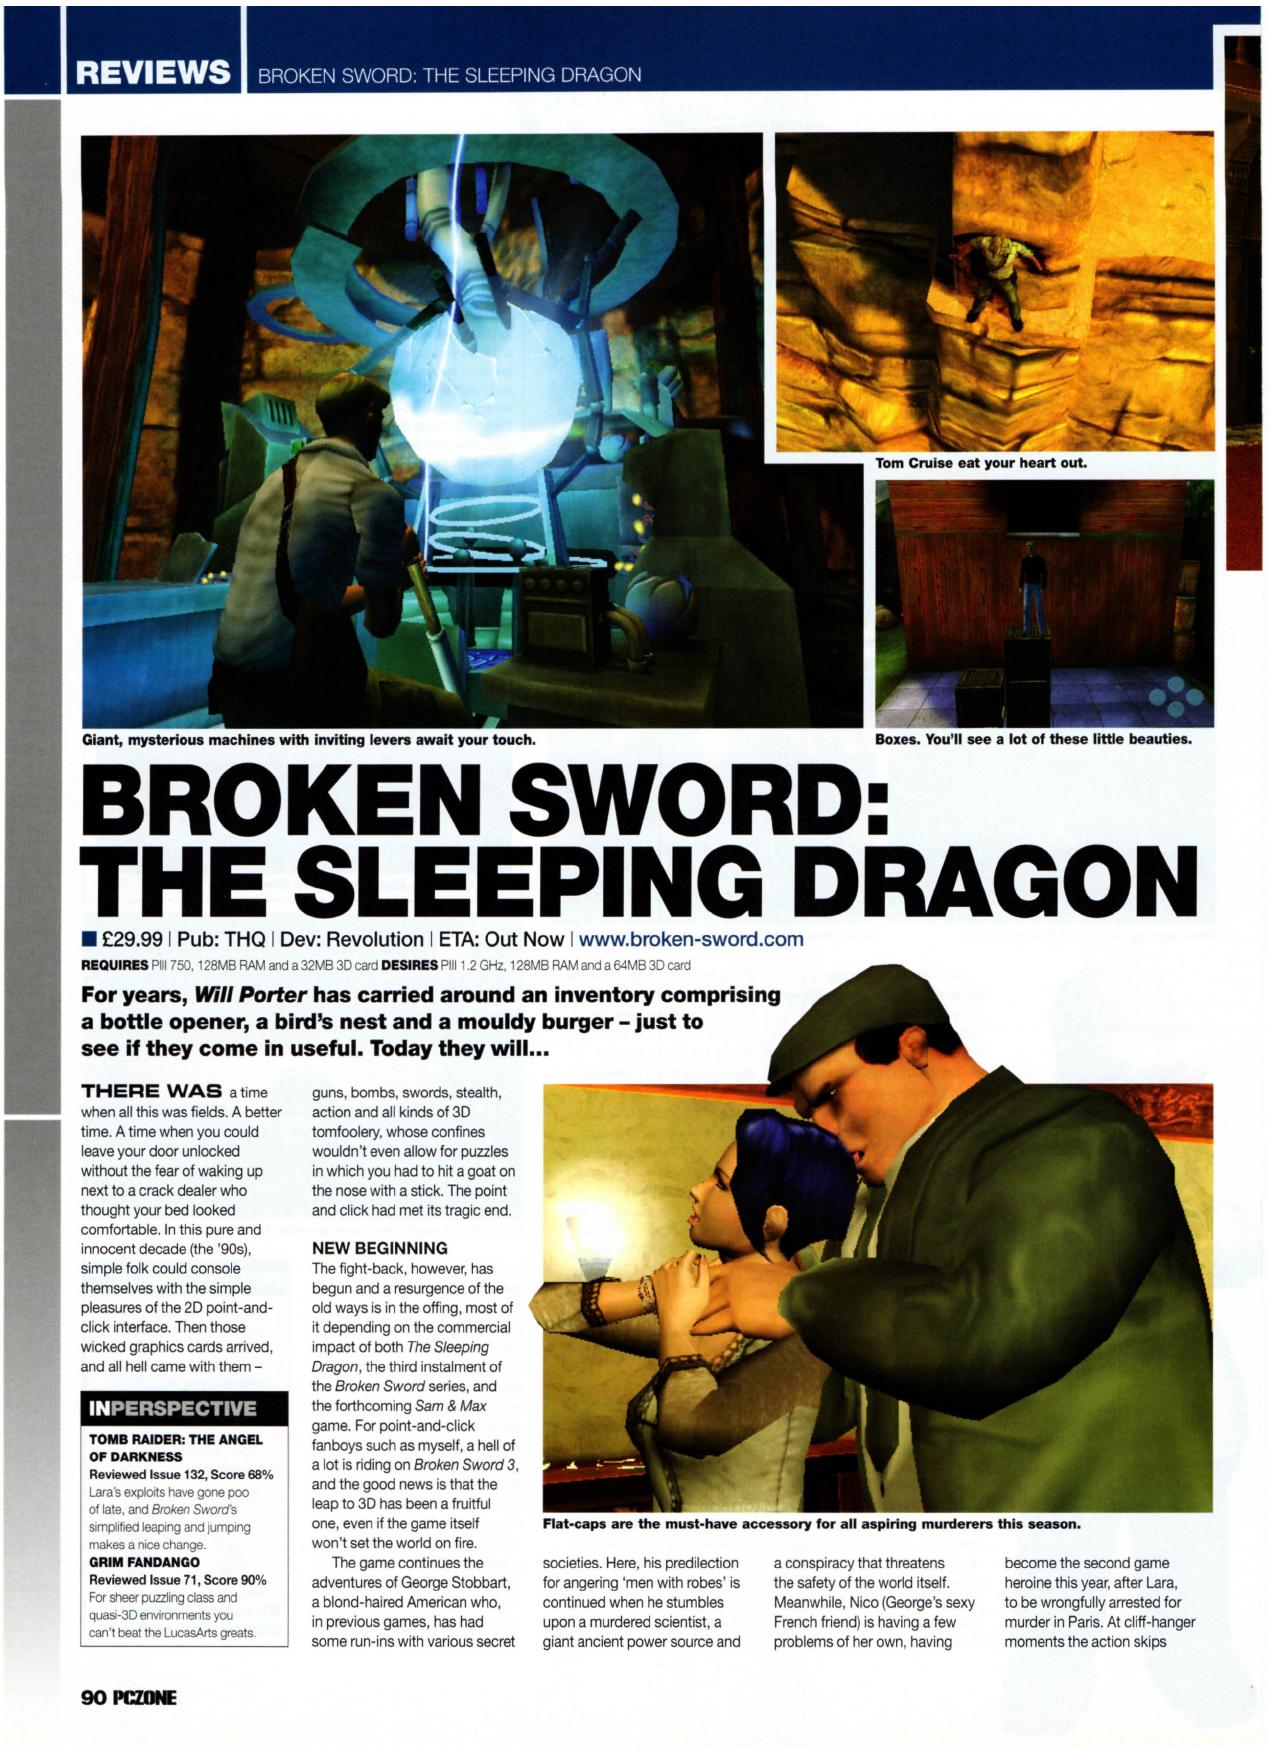 REVIEWS
BROKEN SWORD: THE SLEEPING DRAGON
Tom Cruise eat your heart out.
Giant, mysterious machines with inviting levers await your touch.
Boxes. You'll see a lot of these little beauties.
BROKEN SWORD:
THE SLEEPING DRAGON
£29.99 | Pub: THQ | Dev: Revolution | ETA: Out Now | www.broken-sword.com
REQUIRES PIII 750, 128MB RAM and a 32MB 3D card DESIRES PIII 1.2 GHz, 128MB RAM and a 64MB 3D card
For years, Will Porter has carried around an inventory comprising
a bottle opener, a bird's nest and a mouldy burger – just to
see if they come in useful. Today they will...
THERE WAS a time
when all this was fields. A better
time. A time when you could
leave your door unlocked
without the fear of waking up
next to a crack dealer who
thought your bed looked
comfortable. In this pure and
innocent decade (the '90s),
simple folk could console
themselves with the simple
pleasures of the 2D point-and-
click interface. Then those
wicked graphics cards arrived,
and all hell came with them –
guns, bombs, swords, stealth,
action and all kinds of 3D
tomfoolery, whose confines
wouldn't even allow for puzzles
in which you had to hit a goat on
the nose with a stick. The point
and click had met its tragic end.
NEW BEGINNING
The fight-back, however, has
begun and a resurgence of the
old ways is in the offing, most of
it depending on the commercial
impact of both The Sleeping
Dragon, the third instalment of
the Broken Sword series, and
the forthcoming Sam & Max
game. For point-and-click
fanboys such as myself, a hell of
a lot is riding on Broken Sword 3,
and the good news is that the
leap to 3D has been a fruitful
one, even if the game itself
won't set the world on fire.
The game continues the
adventures of George Stobbart,
a blond-haired American who,
in previous games, has had
some run-ins with various secret
Flat-caps are the must-have accessory for all aspiring murderers this season.
societies. Here, his predilection
for angering 'men with robes' is
continued when he stumbles
upon a murdered scientist, a
giant ancient power source and
a conspiracy that threatens
the safety of the world itself.
Meanwhile, Nico (George's sexy
French friend) is having a few
problems of her own, having
become the second game
heroine this year, after Lara,
to be wrongfully arrested for
murder in Paris. At cliff-hanger
moments the action skips
INPERSPECTIVE
TOMB RAIDER: THE ANGEL
OF DARKNESS
Reviewed Issue 132, Score 68%
Lara's exploits have gone poo
of late, and Broken Sword's
simplified leaping and jumping
makes a nice change.
GRIM FANDANGO
Reviewed Issue 71, Score 90%
For sheer puzzling class and
quasi-3D environments you
can't beat the LucasArts greats.
90 PCZONE